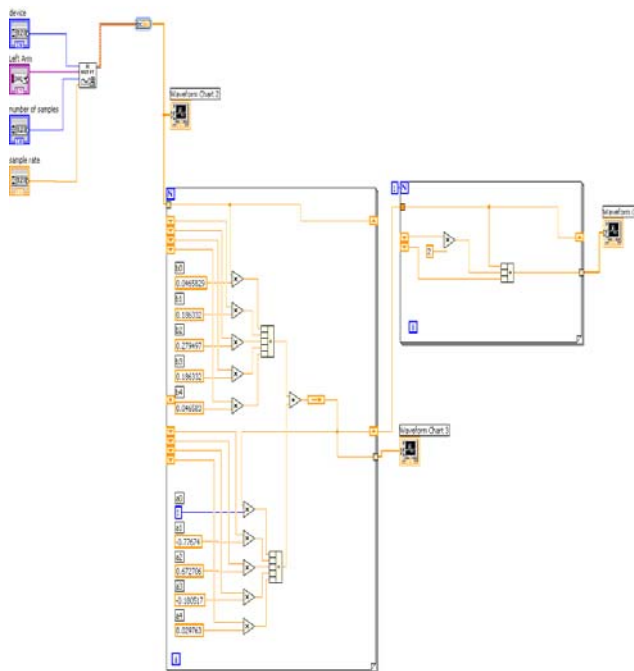 device
Left Axis
number of samples
sample rate
Waveform Chart 2
N
b0
0.0465829
b1
0.186332
b2
0.279497
b3
0.186332
b4
0.046583
a0
1
a1
-0.77674
a2
0.672706
a3
-0.180517
a4
0.029763
i
Waveform Chart 3
N
2
i